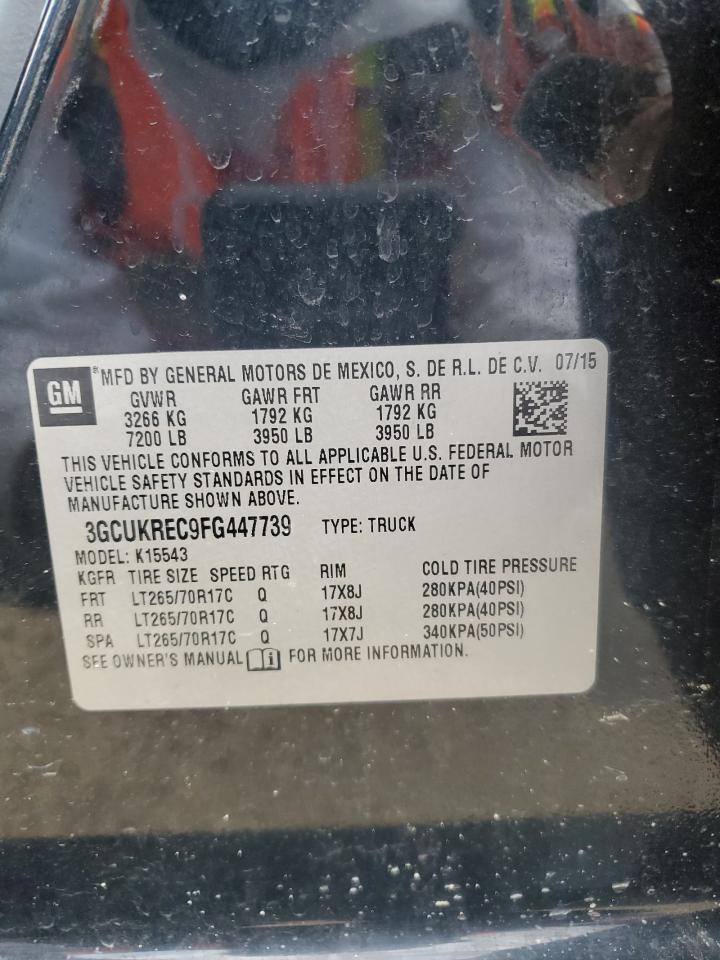 GM
®MFD BY GENERAL MOTORS DE MEXICO, S. DE R.L. DE C.V. 07/15
GVWR GAWR FRT GAWR RR
3266 KG 1792 KG 1792 KG
7200 LB 3950 LB 3950 LB
THIS VEHICLE CONFORMS TO ALL APPLICABLE U.S. FEDERAL MOTOR
VEHICLE SAFETY STANDARDS IN EFFECT ON THE DATE OF
MANUFACTURE SHOWN ABOVE.
3GCUKREC9FG447739 TYPE: TRUCK
MODEL: K15543
KGFR TIRE SIZE SPEED RTG RIM COLD TIRE PRESSURE
FRT LT265/70R17C Q 17X8J 280KPA(40PSI)
RR LT265/70R17C Q 17X8J 280KPA(40PSI)
SPA LT265/70R17C Q 17X7J 340KPA(50PSI)
SEE OWNER'S MANUAL i FOR MORE INFORMATION.